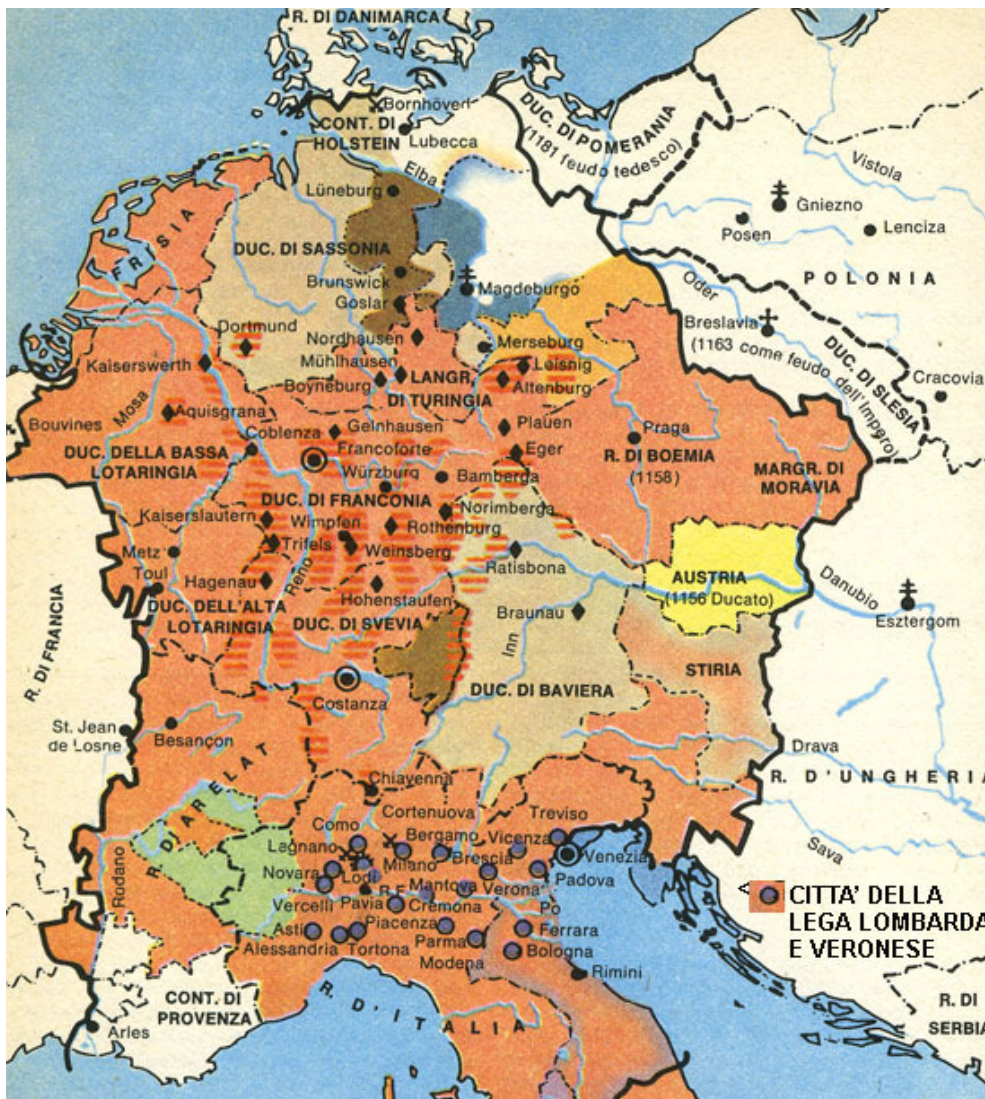 R. DI DANIMARCA
Bornhöved
CONT. DI
HOLSTEIN
Lubecca
DUC. DI POMERANIA
(1181 feudo tedesco)
Vistola
Elba
Lüneburg
Gniezno
Posen
Lenciza
FRISIA
DUC. DI SASSONIA
POLONIA
Oder
Brunswick
Goslar
Magdeburgo
Breslavia
(1163 come feudo dell'Impero)
DUC. DI SLESIA
Cracovia
Dortmund
Nordhausen
Merseburg
Kaiserswerth
Mühlhausen
Leisnig
Boyneburg
LANGR.
DI TURINGIA
Altenburg
Mosa
Aquisgrana
Bouvines
Gelnhausen
Plauen
Praga
Coblenza
Francoforte
Eger
DUC. DELLA BASSA
LOTARINGIA
R. DI BOEMIA
(1158)
Würzburg
Bamberga
MARGR. DI
MORAVIA
DUC. DI FRANCONIA
Kaiserslautern
Wimpfen
Norimberga
Rothenburg
Metz
Trifels
Weinsberg
Toul
Reno
Ratisbona
Hagenau
AUSTRIA
(1156 Ducato)
Danubio
DUC. DELL'ALTA
LOTARINGIA
Hohenstaufen
Braunau
Esztergom
DUC. DI SVEVIA
Inn
R. DI FRANCIA
STIRIA
DUC. DI BAVIERA
Costanza
St. Jean
de Losne
Besançon
Drava
R. D'UNGHERIA
R. D'ARELAT
Chiavenna
Cortenuova
Treviso
Como
Bergamo
Vicenza
Legnano
Milano
Brescia
Venezia
Sava
Rodano
Novara
Lodi
Mantova
Verona
Padova
Vercelli
Pavia
Cremona
Po
CITTA' DELLA
LEGA LOMBARDA
E VERONESE
Asti
Piacenza
Ferrara
Alessandria
Tortona
Parma
Bologna
Modena
Rimini
CONT. DI
PROVENZA
R. D'ITALIA
R. DI
SERBIA
Arles